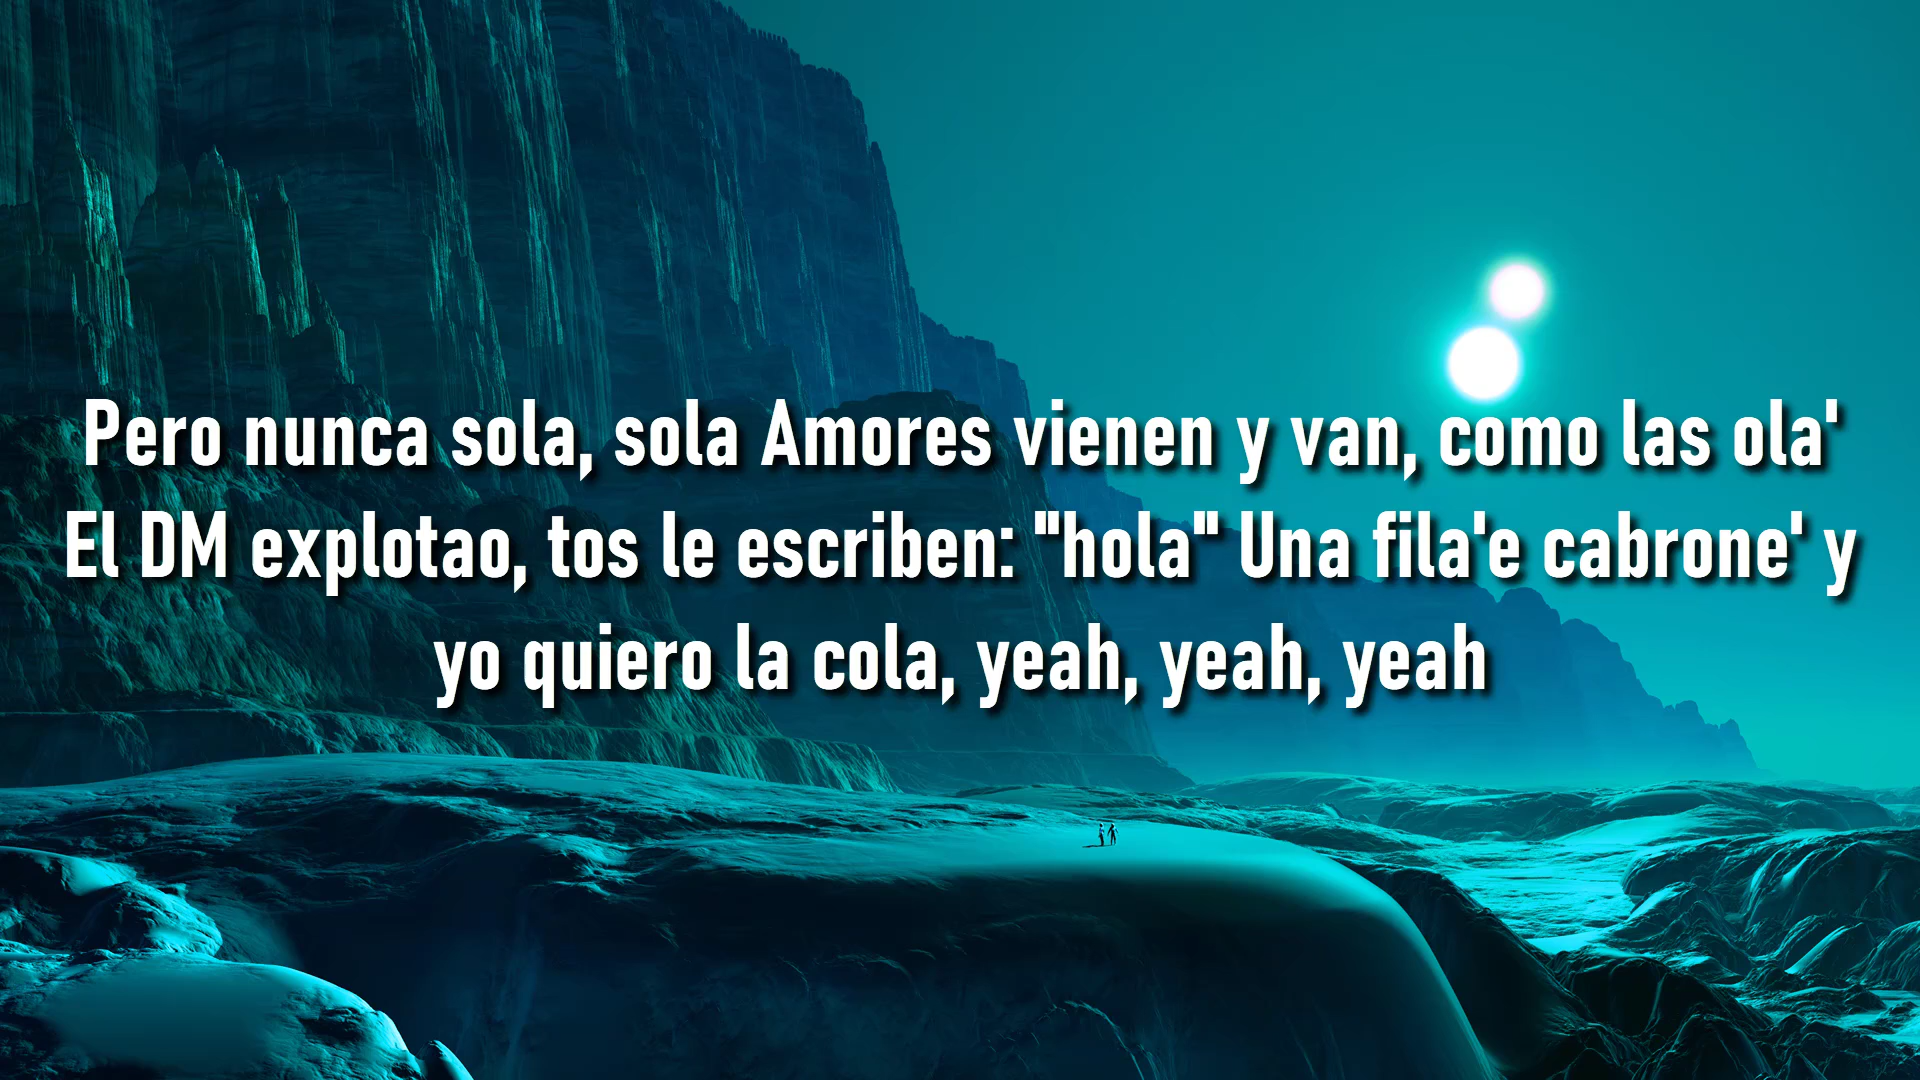 Pero nunca sola, sola Amores vienen y van, como las ola'
El DM explotao, tos le escriben: "hola" Una fila'e cabrone' y
yo quiero la cola, yeah, yeah, yeah